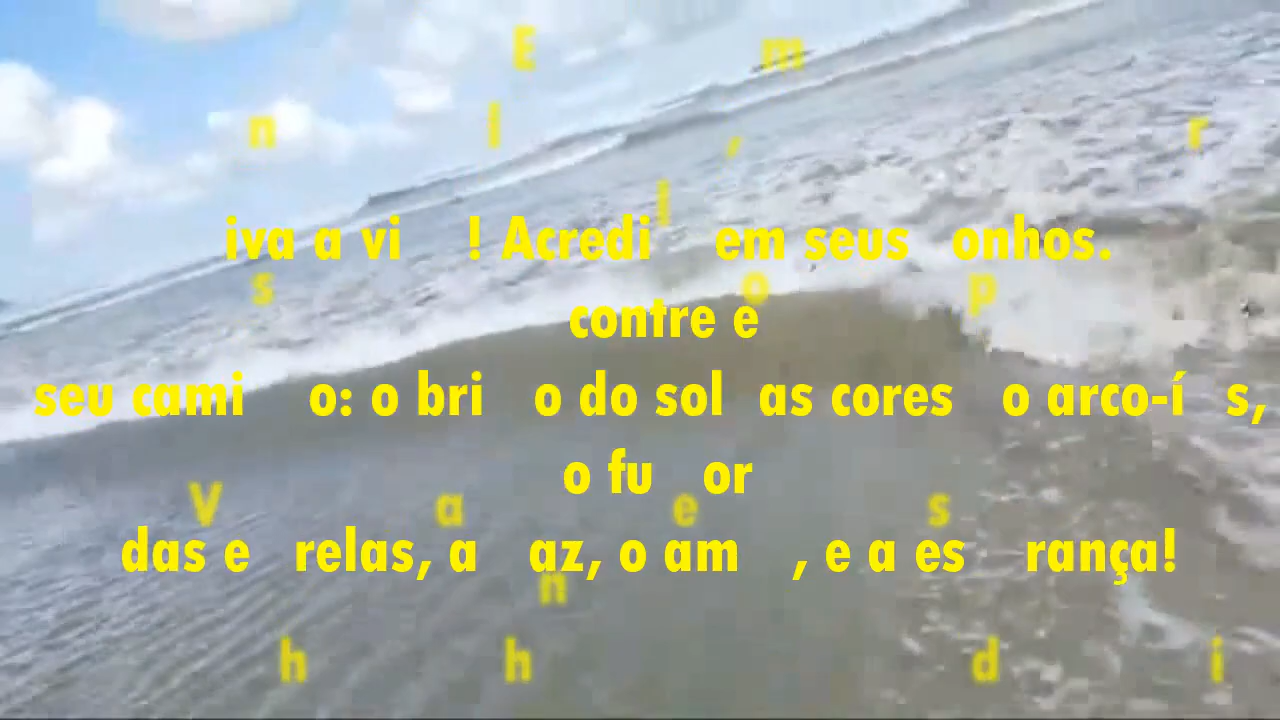 E m
n l , r
l
iva a vi ! Acredi em seus onhos.
s o p
contre e
seu cami o: o bri o do sol as cores o arco-í s,
o fu or
V a e s
das e relas, a az, o am , e a es rança!
n
h h d i